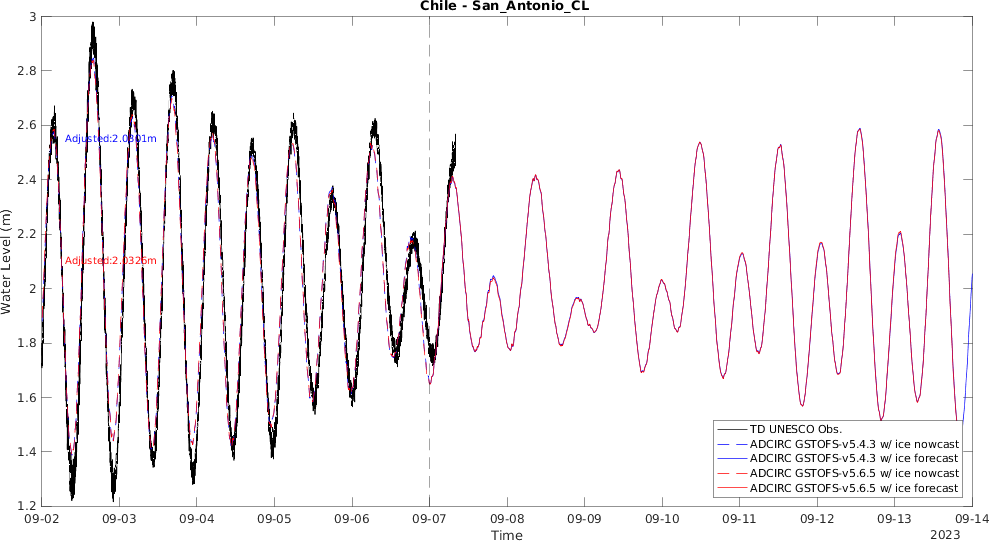 Chile - San_Antonio_CL
Water Level (m)
3
2.8
2.6
2.4
2.2
2
1.8
1.6
1.4
1.2
Adjusted:2.0301m
Adjusted:2.0326m
TD UNESCO Obs.
ADCIRC GSTOFS-v5.4.3 w/ ice nowcast
ADCIRC GSTOFS-v5.4.3 w/ ice forecast
ADCIRC GSTOFS-v5.6.5 w/ ice nowcast
ADCIRC GSTOFS-v5.6.5 w/ ice forecast
09-02 09-03 09-04 09-05 09-06 09-07 09-08 09-09 09-10 09-11 09-12 09-13 09-14
Time
2023